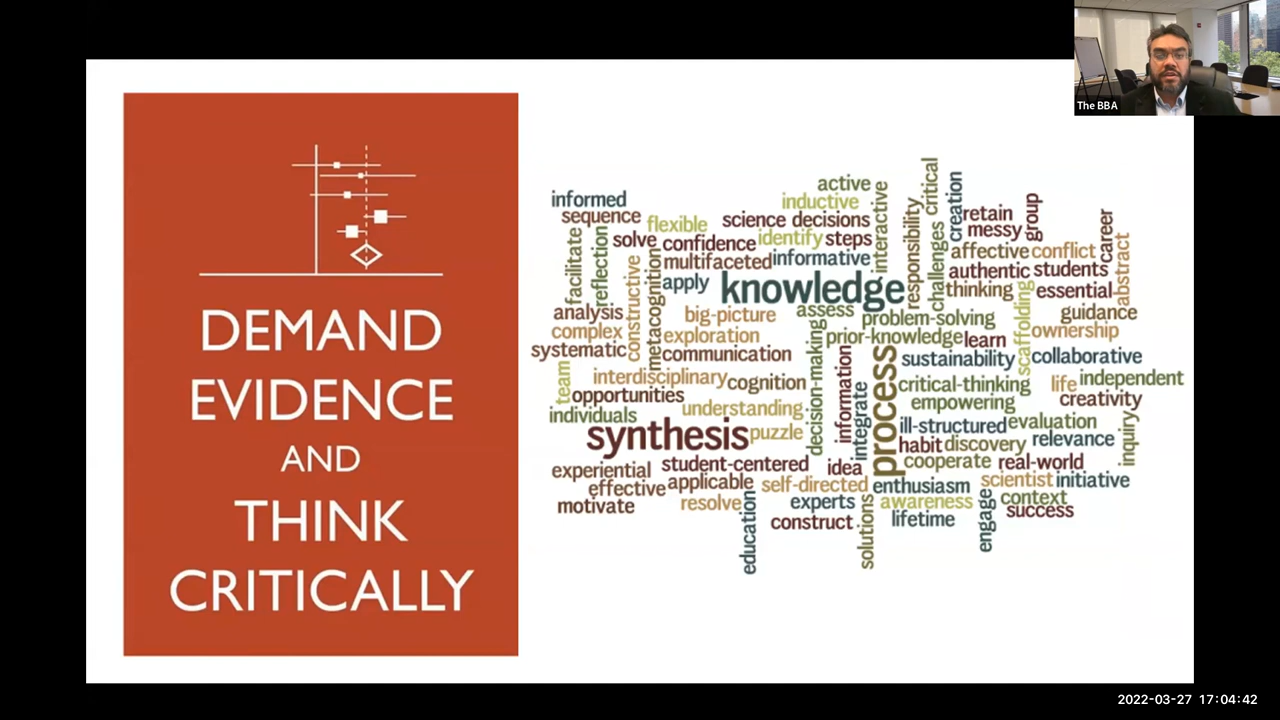 The BBA
DEMAND
EVIDENCE
AND
THINK
CRITICALLY
informed
sequence
facilitate
reflection
flexible
solve
science
decisions
confidence
identify
steps
active
inductive
interactive
multifaceted
informative
constructive
metacognition
apply
knowledge
responsibility
critical
challenges
creation
retain
messy
group
career
affective
conflict
abstract
authentic
students
thinking
essential
scaffolding
guidance
ownership
analysis
complex
systematic
big-picture
exploration
communication
assess
problem-solving
prior-knowledge
learn
decision-making
information
integrate
process
sustainability
collaborative
team
interdisciplinary
cognition
opportunities
individuals
understanding
critical-thinking
empowering
life
independent
creativity
synthesis
puzzle
ill-structured
evaluation
habit
discovery
relevance
inquiry
experiential
student-centered
idea
cooperate
real-world
effective
applicable
self-directed
enthusiasm
scientist
initiative
motivate
resolve
experts
awareness
context
success
education
construct
solutions
lifetime
engage
2022-03-27 17:04:42